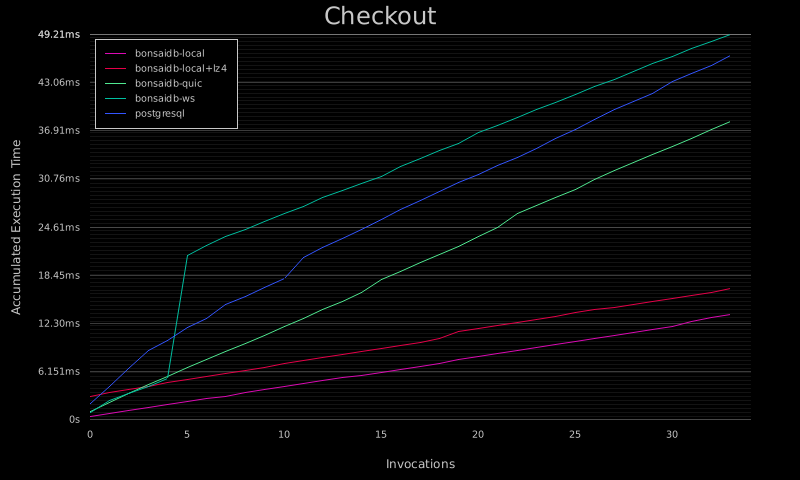 Checkout
49.21ms
43.06ms
36.91ms
30.76ms
24.61ms
18.45ms
12.30ms
6.151ms
0s
bonsaidb-local
bonsaidb-local+lz4
bonsaidb-quic
bonsaidb-ws
postgresql
Accumulated Execution Time
0 5 10 15 20 25 30
Invocations